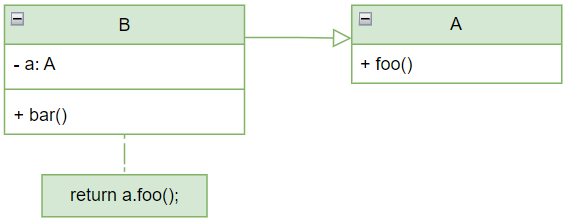 B
- a: A
+ bar()
return a.foo();
A
+ foo()